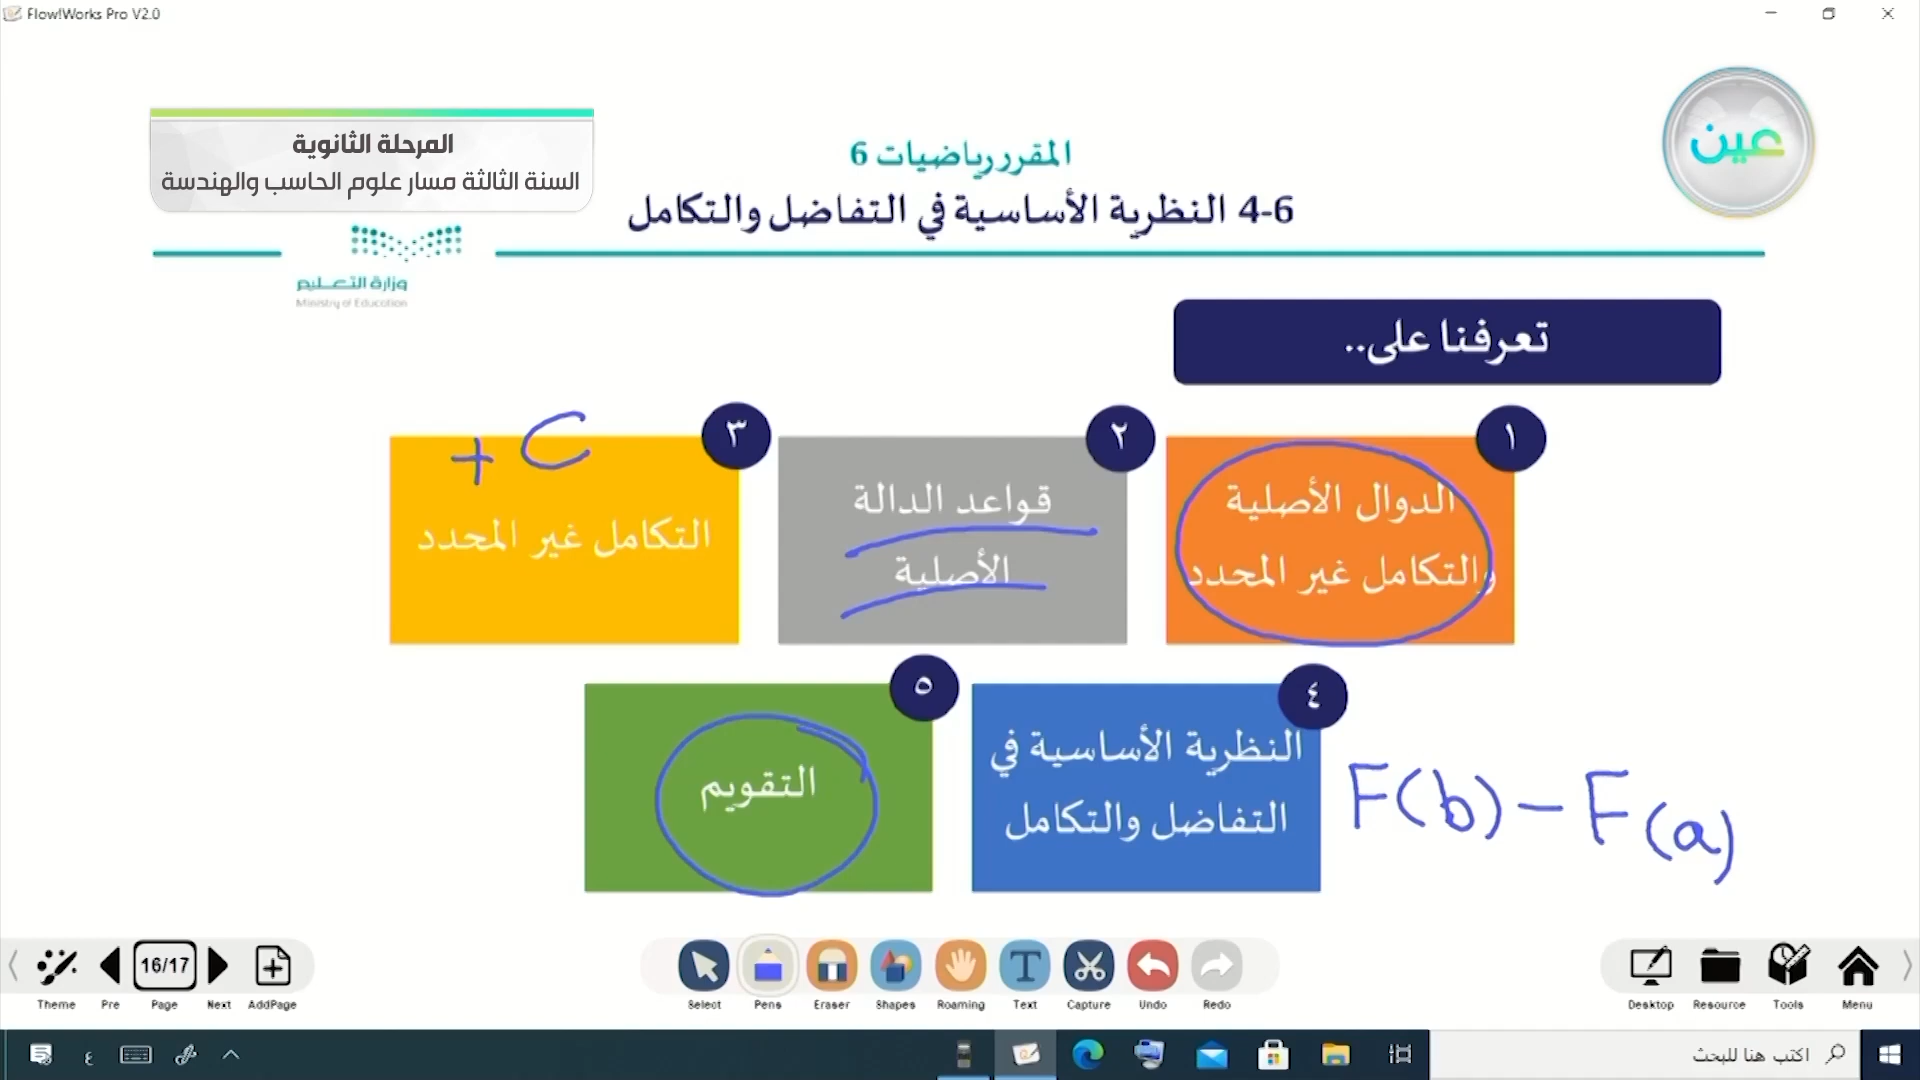 Flow!Works Pro V2.0
المرحلة الثانوية
السنة الثالثة مسار علوم الحاسب والهندسة
المقرر رياضيات 6
4-6 النظرية الأساسية في التفاضل والتكامل
عين
وزارة التعليم
Ministry of Education
تعرفنا على..
١
الدوال الأصلية
والتكامل غير المحدد
٢
قواعد الدالة
الأصلية
٣
+ C
التكامل غير المحدد
٤
النظرية الأساسية في
التفاضل والتكامل
F(b) - F(a)
٥
التقويم
Theme
Pre
16/17
Page
Next
AddPage
Select
Pens
Eraser
Shapes
Roaming
Text
Capture
Undo
Redo
Desktop
Resource
Tools
Menu
ع
اكتب هنا للبحث